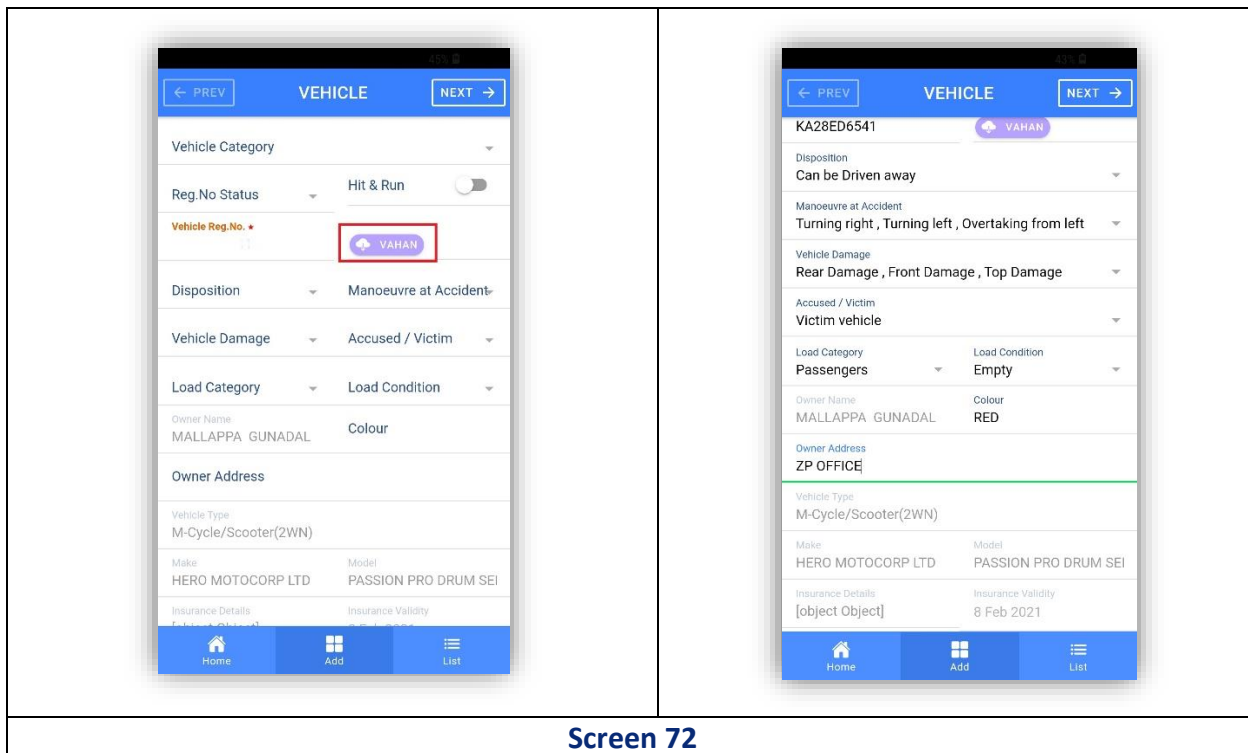 45%
← PREV VEHICLE NEXT →
Vehicle Category
Reg.No Status Hit & Run
Vehicle Reg.No. *
VAHAN
Disposition Manoeuvre at Accident
Vehicle Damage Accused / Victim
Load Category Load Condition
Owner Name
MALLAPPA GUNADAL Colour
Owner Address
Vehicle Type
M-Cycle/Scooter(2WN)
Make Model
HERO MOTOCORP LTD PASSION PRO DRUM SEI
Insurance Details Insurance Validity
Home Add List
43%
← PREV VEHICLE NEXT →
KA28ED6541 VAHAN
Disposition
Can be Driven away
Manoeuvre at Accident
Turning right , Turning left , Overtaking from left
Vehicle Damage
Rear Damage , Front Damage , Top Damage
Accused / Victim
Victim vehicle
Load Category Load Condition
Passengers Empty
Owner Name Colour
MALLAPPA GUNADAL RED
Owner Address
ZP OFFICE
Vehicle Type
M-Cycle/Scooter(2WN)
Make Model
HERO MOTOCORP LTD PASSION PRO DRUM SEI
Insurance Details Insurance Validity
[object Object] 8 Feb 2021
Home Add List
Screen 72